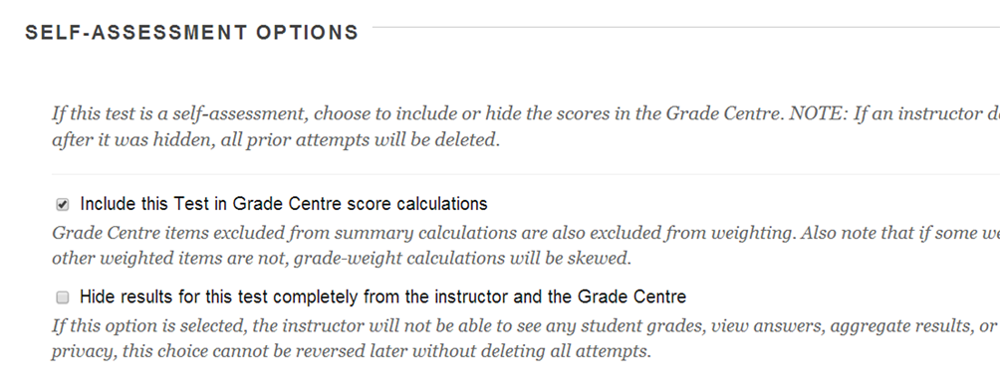 SELF-ASSESSMENT OPTIONS
If this test is a self-assessment, choose to include or hide the scores in the Grade Centre. NOTE: If an instructor
after it was hidden, all prior attempts will be deleted.
Include this Test in Grade Centre score calculations
Grade Centre items excluded from summary calculations are also excluded from weighting. Also note that if some
other weighted items are not, grade-weight calculations will be skewed.
Hide results for this test completely from the instructor and the Grade Centre
If this option is selected, the instructor will not be able to see any student grades, view answers, aggregate results, or
privacy, this choice cannot be reversed later without deleting all attempts.